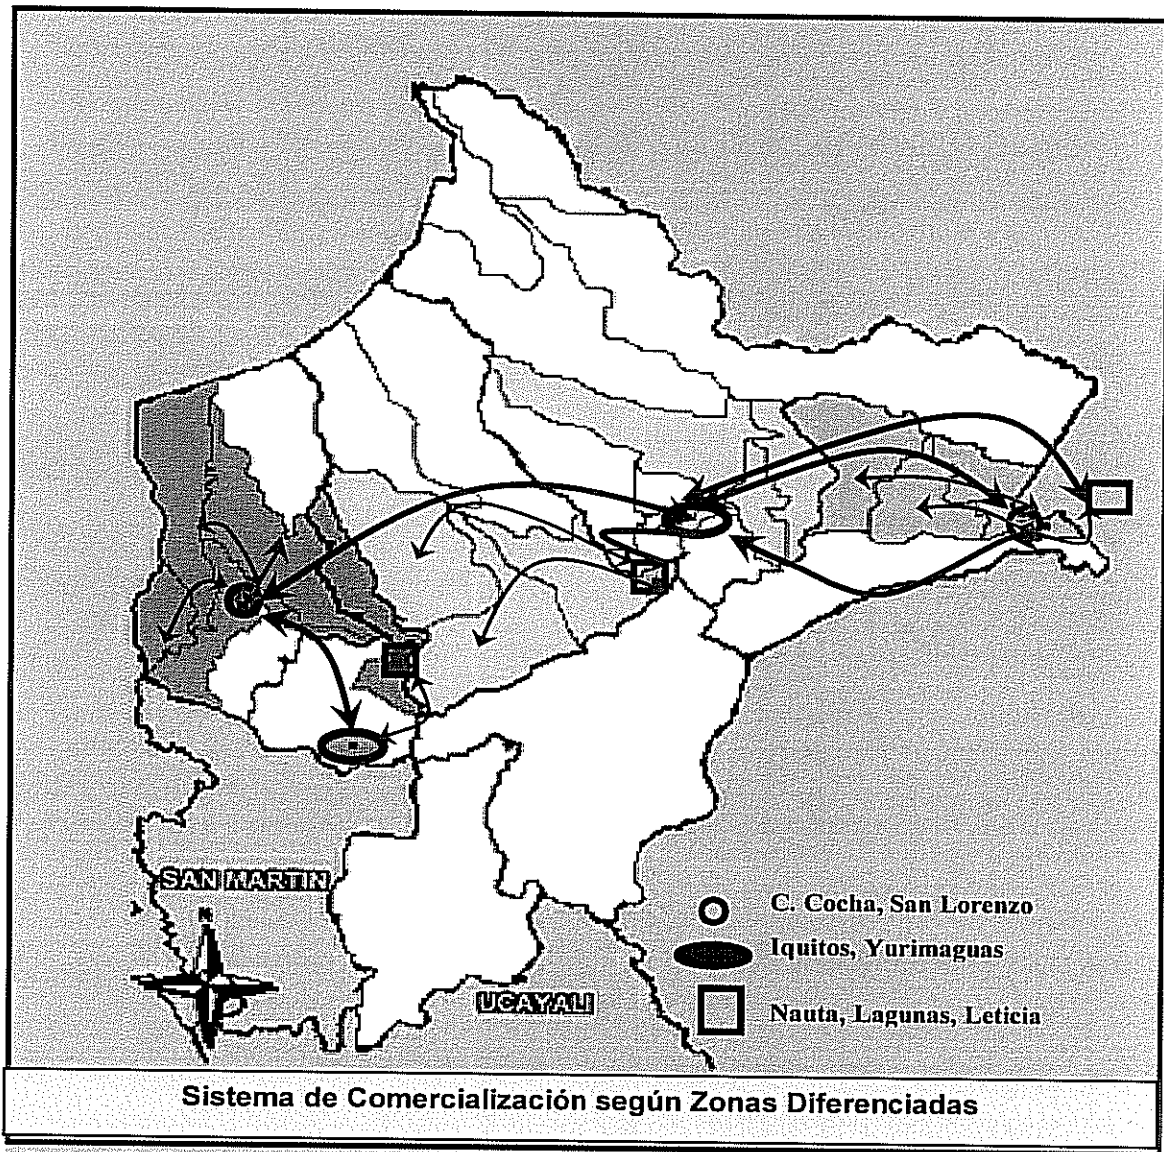 SAN MARTIN
N
UCAYALI
C. Cocha, San Lorenzo
Iquitos, Yurimaguas
Nauta, Lagunas, Leticia
Sistema de Comercialización según Zonas Diferenciadas